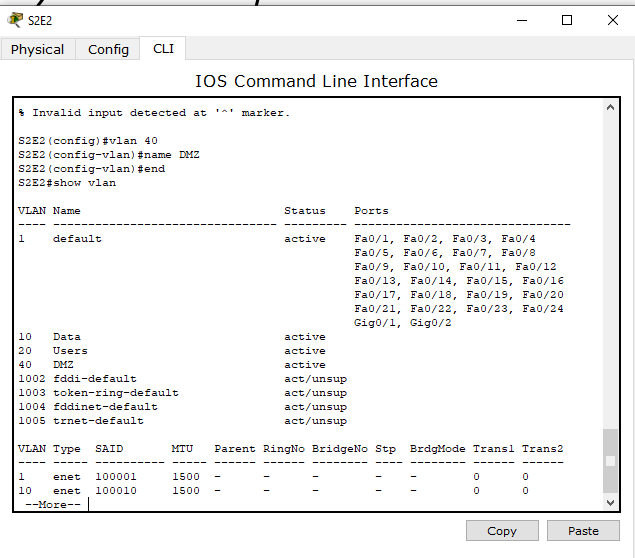 S2E2
Physical Config CLI
IOS Command Line Interface
% Invalid input detected at '^' marker.
S2E2(config)#vlan 40
S2E2(config-vlan)#name DMZ
S2E2(config-vlan)#end
S2E2#show vlan
VLAN Name Status Ports
---- -------------------------------- --------- -------------------------------
1 default active Fa0/1, Fa0/2, Fa0/3, Fa0/4
Fa0/5, Fa0/6, Fa0/7, Fa0/8
Fa0/9, Fa0/10, Fa0/11, Fa0/12
Fa0/13, Fa0/14, Fa0/15, Fa0/16
Fa0/17, Fa0/18, Fa0/19, Fa0/20
Fa0/21, Fa0/22, Fa0/23, Fa0/24
Gig0/1, Gig0/2
10 Data active
20 Users active
40 DMZ active
1002 fddi-default act/unsup
1003 token-ring-default act/unsup
1004 fddinet-default act/unsup
1005 trnet-default act/unsup
VLAN Type SAID MTU Parent RingNo BridgeNo Stp BrdgMode Trans1 Trans2
---- ----- ---------- ----- ------ ------ -------- ---- -------- ------ ------
1 enet 100001 1500 - - - - - 0 0
10 enet 100010 1500 - - - - - 0 0
--More--
Copy Paste